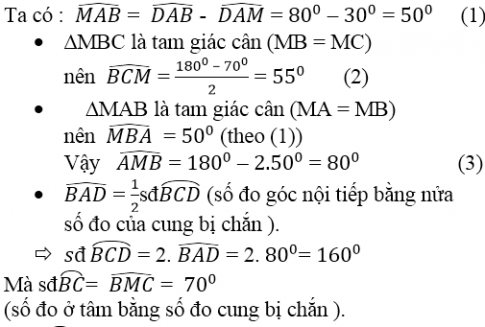 Ta có : \widehat{MAB} = \widehat{DAB} - \widehat{DAM} = 80⁰ – 30⁰ = 50⁰ (1)
• ΔMBC là tam giác cân (MB = MC)
nên \widehat{BCM} = \frac{180⁰ – 70⁰}{2} = 55⁰ (2)
• ΔMAB là tam giác cân (MA = MB)
nên \widehat{MBA} = 50⁰ (theo (1))
Vậy \widehat{AMB} = 180⁰ – 2.50⁰ = 80⁰ (3)
• \widehat{BAD} = \frac{1}{2}sđ\widehat{BCD} (số đo góc nội tiếp bằng nửa
số đo của cung bị chắn ).
⇨ sđ \widehat{BCD} = 2. \widehat{BAD} = 2. 80⁰= 160⁰
Mà sđ\widehat{BC}= \widehat{BMC} = 70⁰
(số đo ở tâm bằng số đo cung bị chắn ).